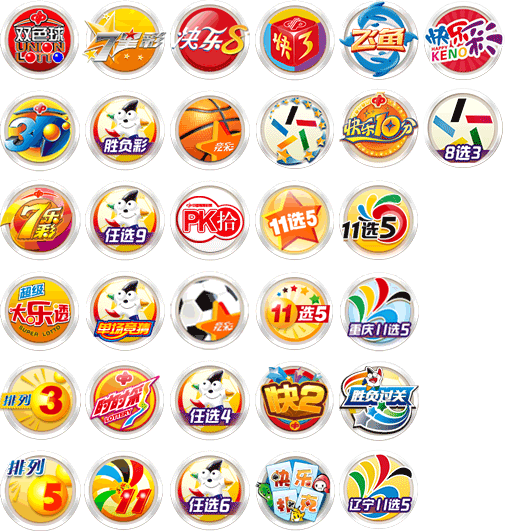 双色球
UNION
LOTTO
快乐8
快3
飞鱼
快乐彩
HAPPY
KENO
3D
胜负彩
竞彩
快乐10分
8选3
7乐彩
任选9
PK拾
11选5
11选5
超级
大乐透
SUPER LOTTO
单场竞猜
竞彩
11选5
重庆11选5
排列3
时时彩
LOTTERY
任选4
快2
胜负过关
排列
5
任选6
快乐
扑克
辽宁11选5